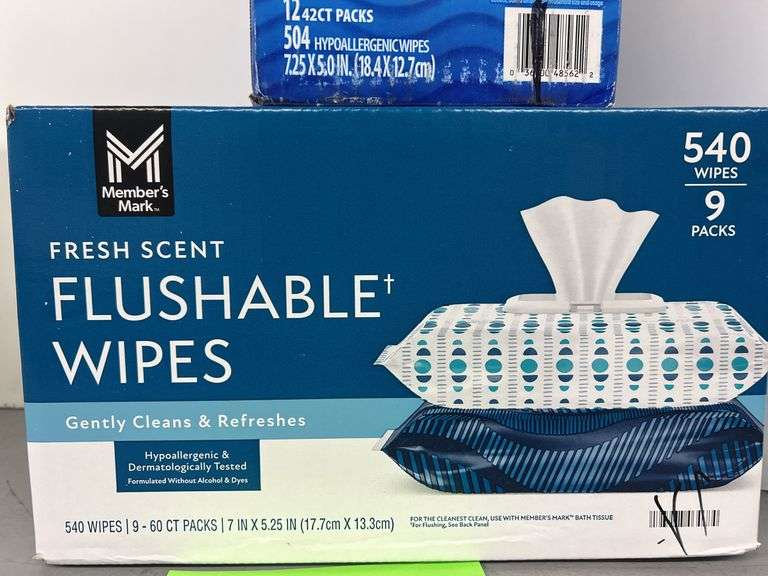 12 42CT PACKS
504 HYPOALLERGENIC WIPES
7.25 X 5.0 IN. (18.4 X 12.7cm)
Member's
Mark™
540
WIPES
9
PACKS
FRESH SCENT
FLUSHABLE†
WIPES
Gently Cleans & Refreshes
Hypoallergenic &
Dermatologically Tested
Formulated Without Alcohol & Dyes
540 WIPES | 9 - 60 CT PACKS | 7 IN X 5.25 IN (17.7cm X 13.3cm)
FOR THE CLEANEST CLEAN, USE WITH MEMBER'S MARK™ BATH TISSUE
†For Flushing, See Back Panel